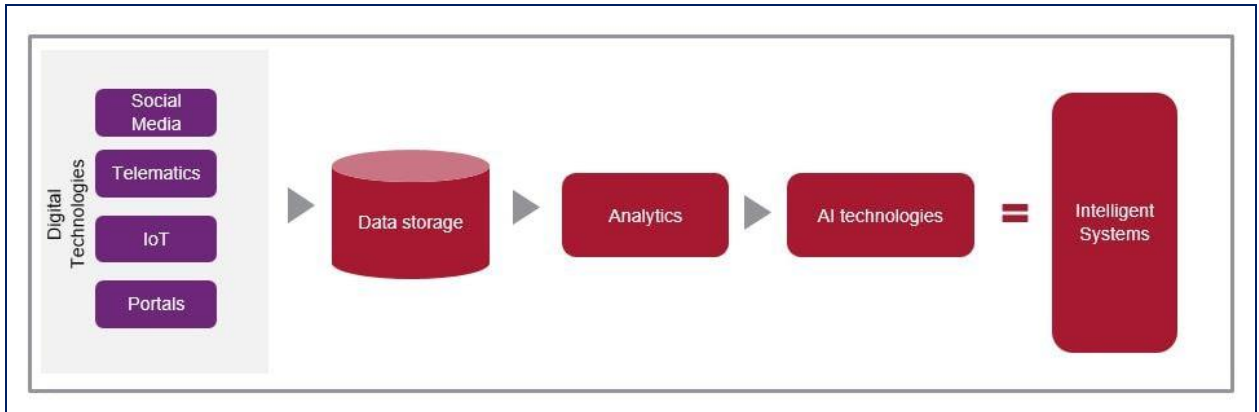 Digital
Technologies
Social
Media
Telematics
IoT
Portals
Data storage
Analytics
AI technologies
=
Intelligent
Systems